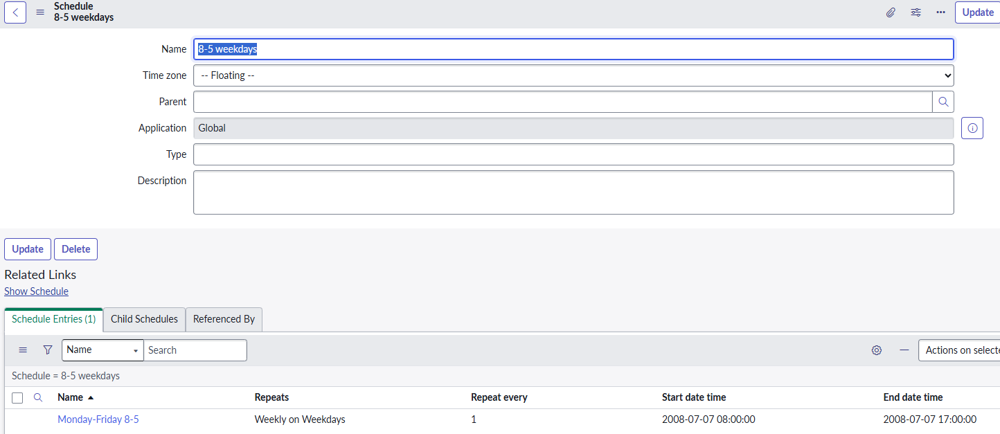 Schedule
8-5 weekdays
Update
Name 8-5 weekdays
Time zone -- Floating --
Parent
Application Global
Type
Description
Update Delete
Related Links
Show Schedule
Schedule Entries (1) Child Schedules Referenced By
Name Search Actions on
Schedule = 8-5 weekdays
Name Repeats Repeat every Start date time End date time
Monday-Friday 8-5 Weekly on Weekdays 1 2008-07-07 08:00:00 2008-07-07 17:00:00